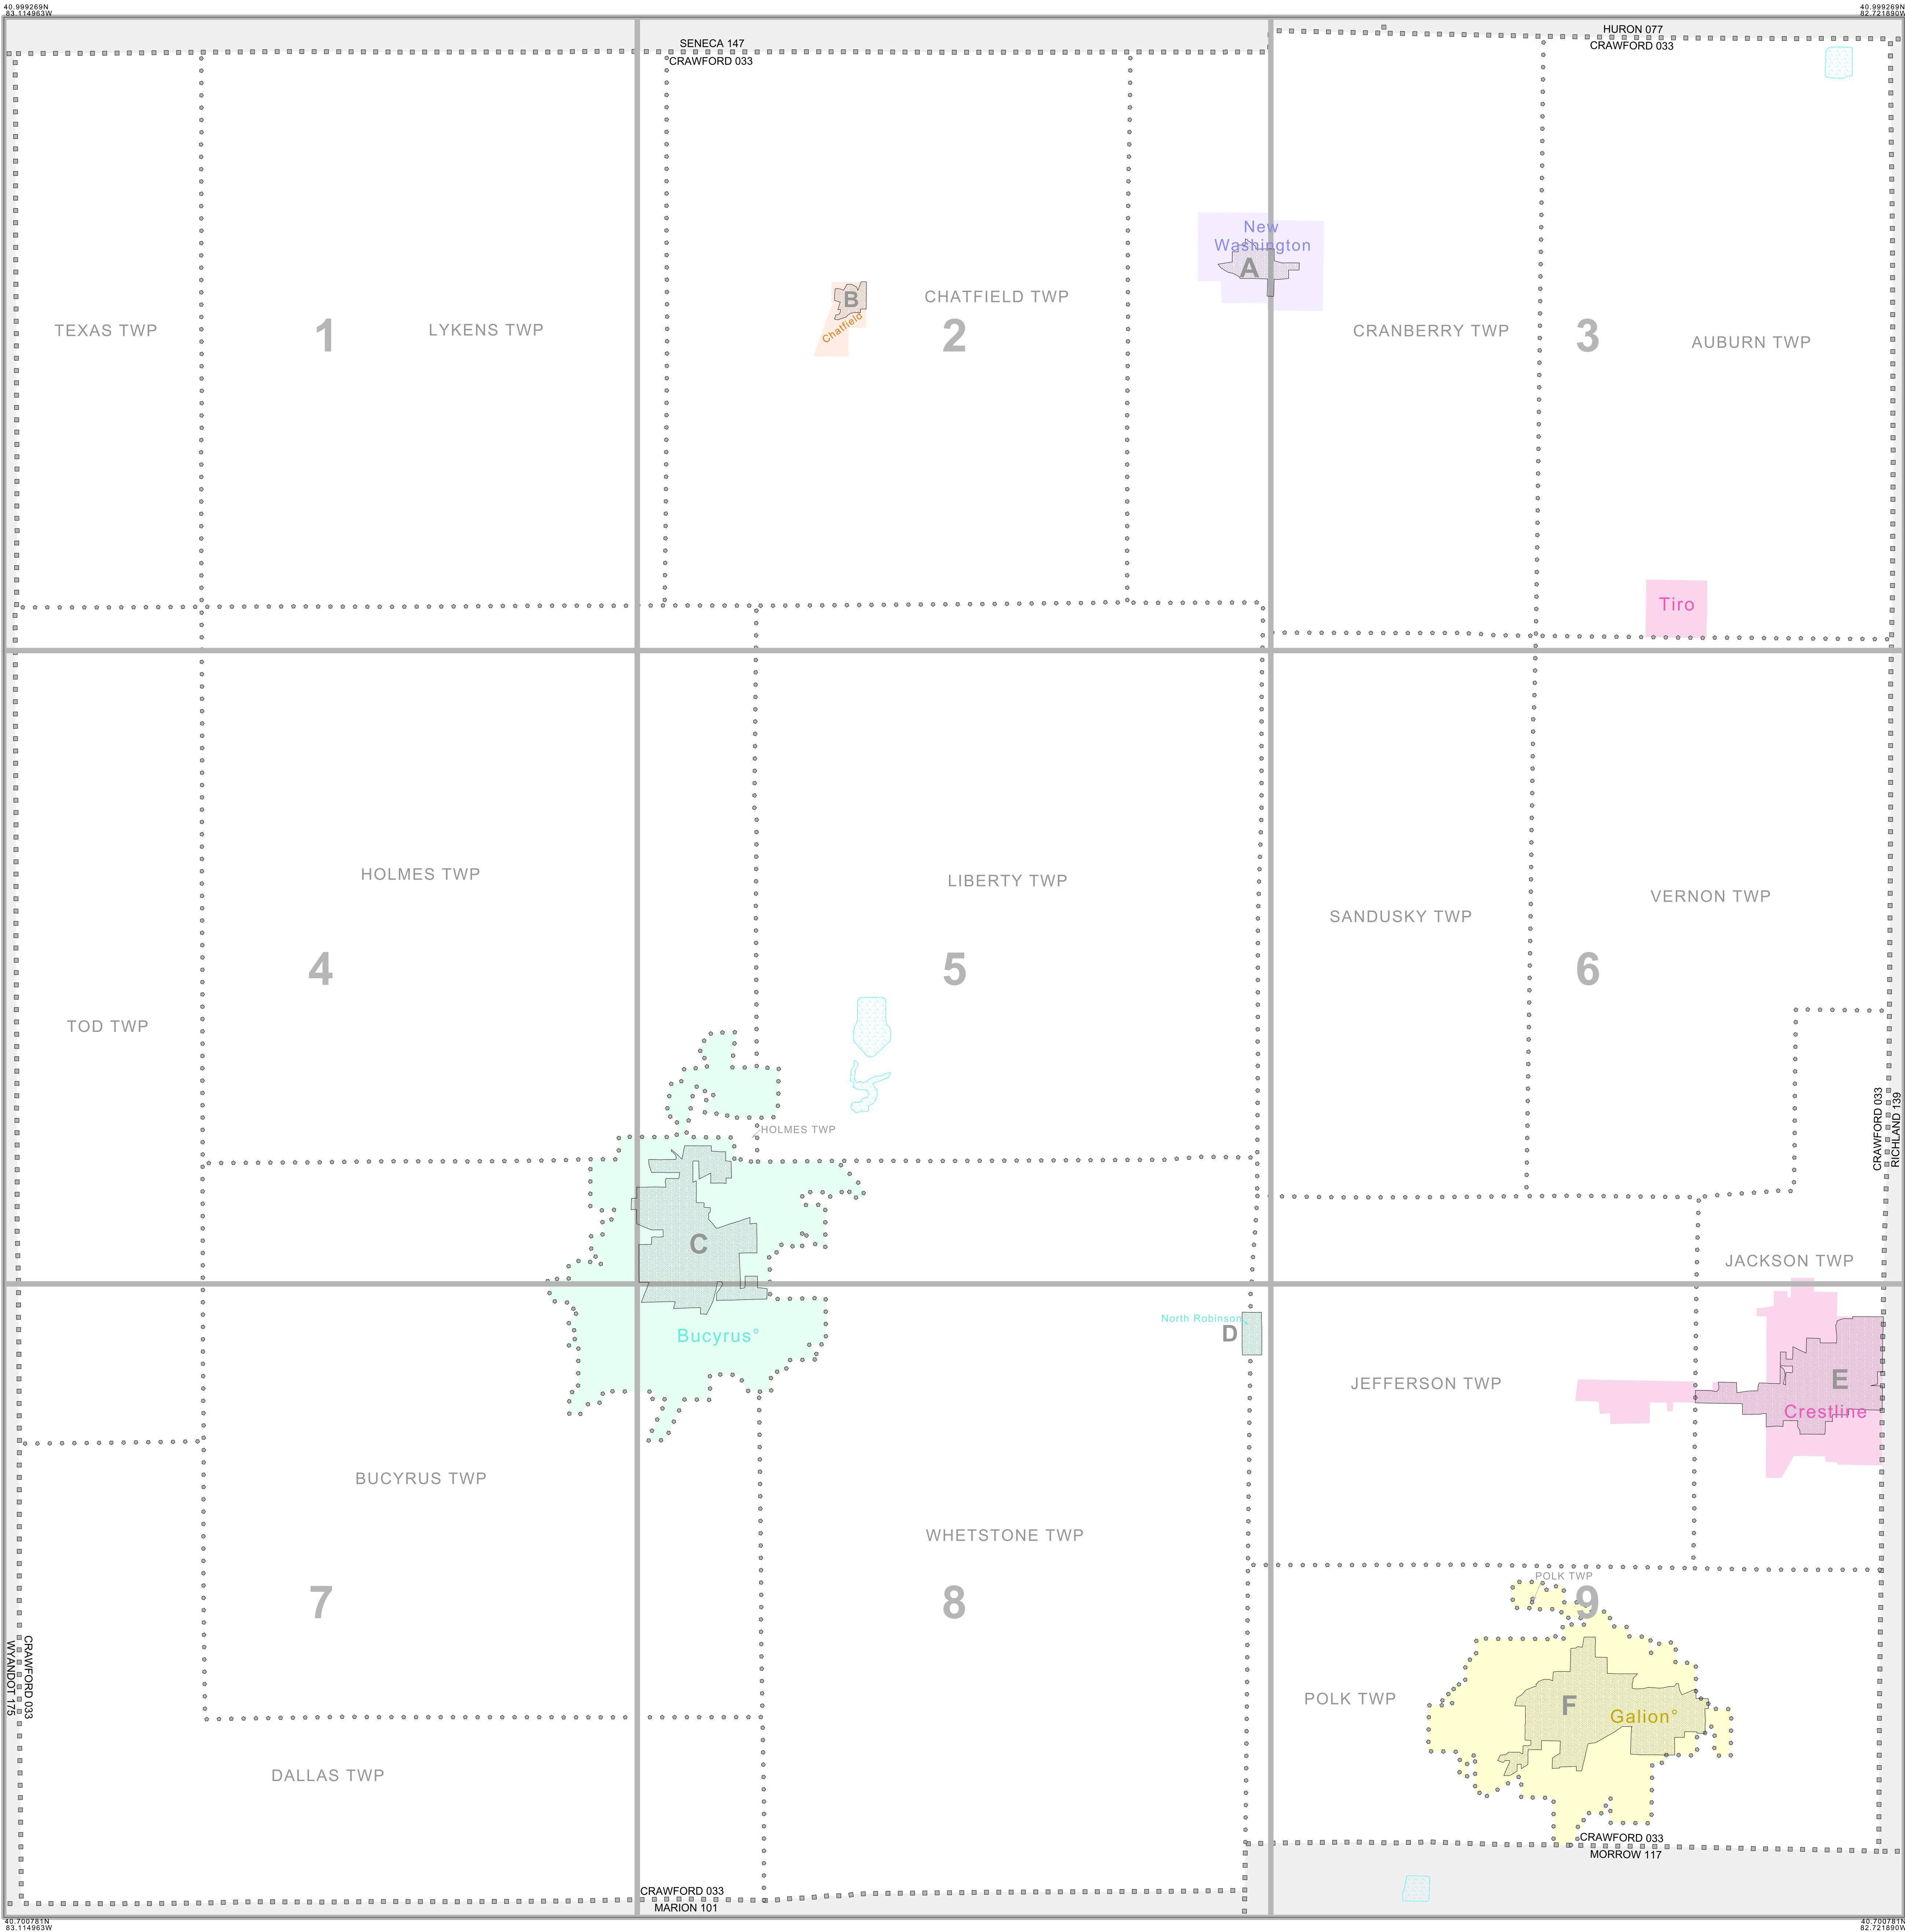 40.999269N
83.114963W
40.999269N
82.721890W
SENECA 147
CRAWFORD 033
HURON 077
CRAWFORD 033
New
Washington
A
B
Chatfield
CHATFIELD TWP
TEXAS TWP
1
LYKENS TWP
2
CRANBERRY TWP
3
AUBURN TWP
Tiro
HOLMES TWP
LIBERTY TWP
VERNON TWP
SANDUSKY TWP
4
5
6
TOD TWP
HOLMES TWP
CRAWFORD 033
RICHLAND 139
C
JACKSON TWP
North Robinson
D
Bucyrus°
JEFFERSON TWP
E
Crestline
BUCYRUS TWP
WHETSTONE TWP
POLK TWP
7
8
9
CRAWFORD 033
WYANDOT 175
POLK TWP
F
Galion°
DALLAS TWP
CRAWFORD 033
MORROW 117
CRAWFORD 033
MARION 101
40.700781N
83.114963W
40.700781N
82.721890W